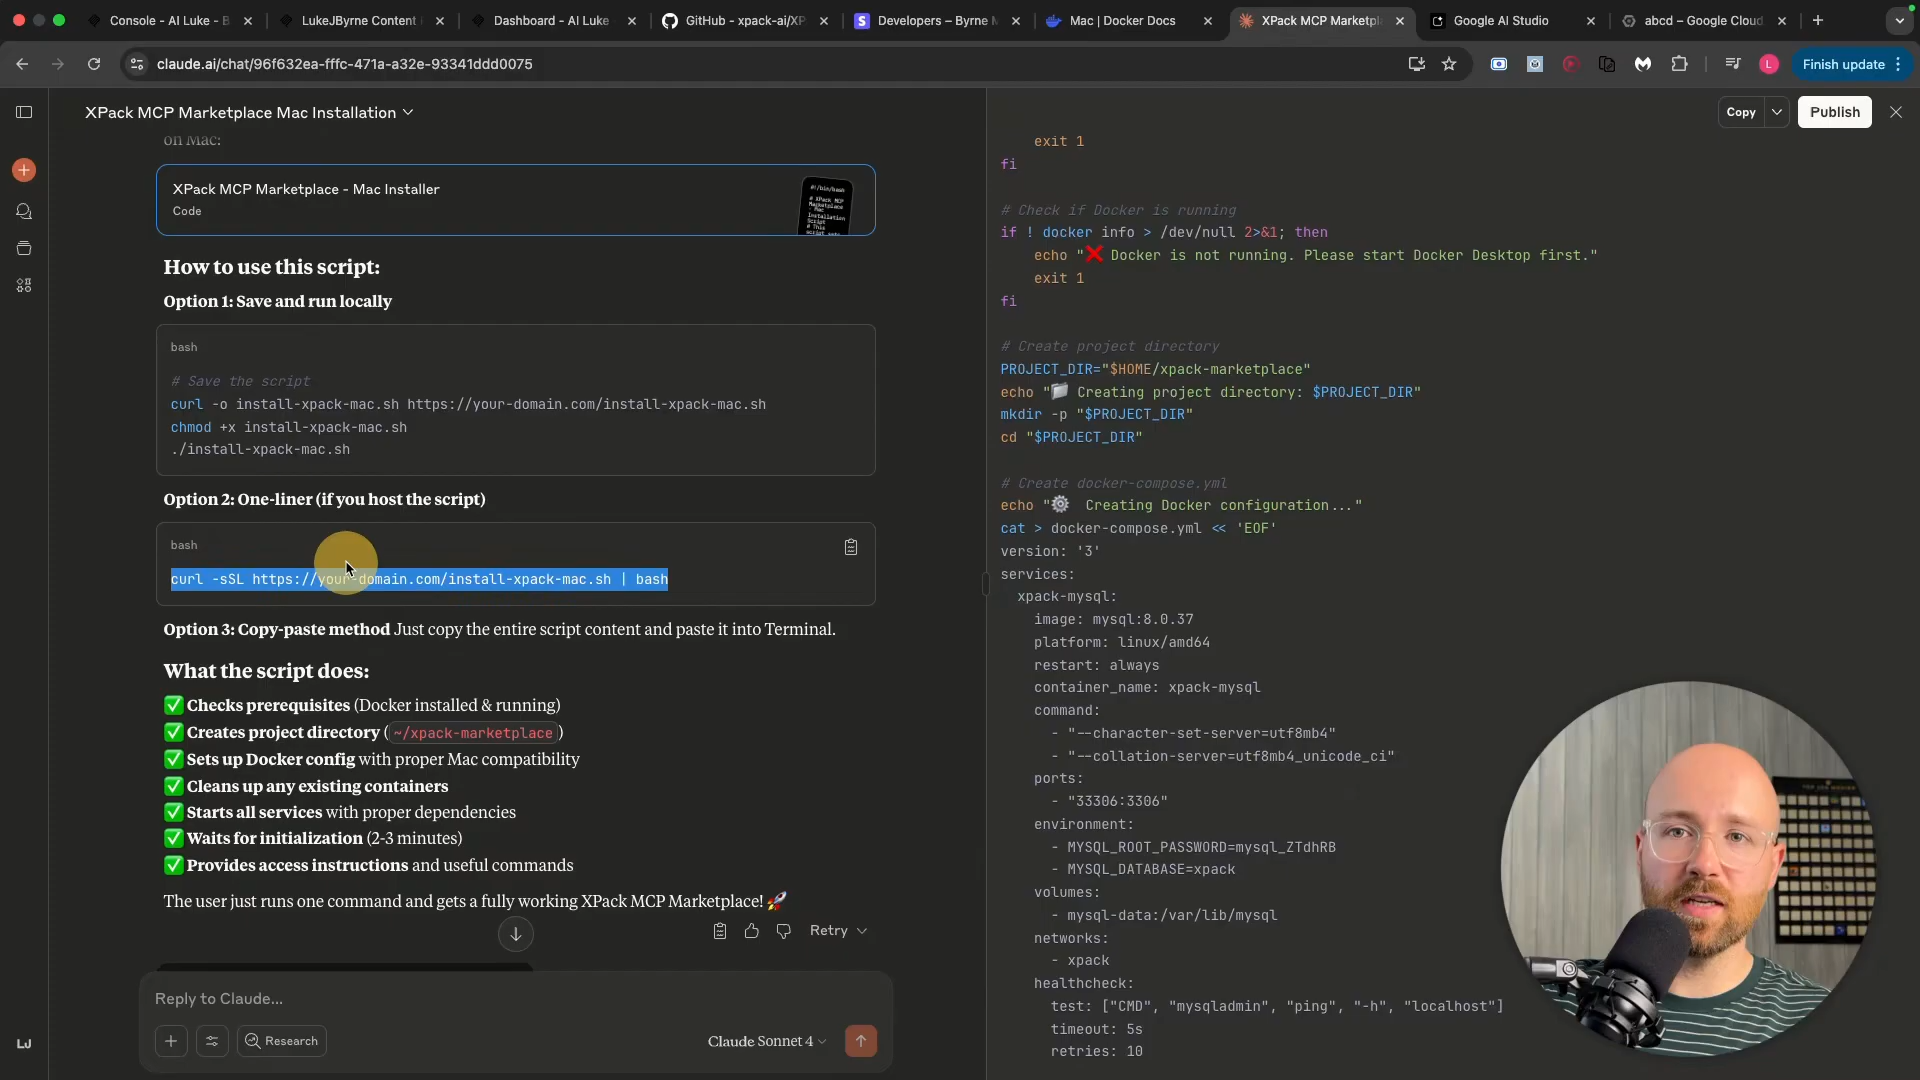 Console - AI Luke - B
LukeJByrne Content
Dashboard - AI Luke
GitHub - xpack-ai/XP
Developers – Byrne M
Mac | Docker Docs
XPack MCP Marketpl
Google AI Studio
abcd – Google Cloud
claude.ai/chat/96f632ea-fffc-471a-a32e-93341ddd0075
L
Finish update
XPack MCP Marketplace Mac Installation
on Mac:
XPack MCP Marketplace - Mac Installer
Code
#!/bin/bash
# XPack MCP
Marketplace
- Mac
Installation
Script
# This
How to use this script:
Option 1: Save and run locally
bash
# Save the script
curl -o install-xpack-mac.sh https://your-domain.com/install-xpack-mac.sh
chmod +x install-xpack-mac.sh
./install-xpack-mac.sh
Option 2: One-liner (if you host the script)
bash
curl -sSL https://your-domain.com/install-xpack-mac.sh | bash
Option 3: Copy-paste method Just copy the entire script content and paste it into Terminal.
What the script does:
✅ Checks prerequisites (Docker installed & running)
✅ Creates project directory ( ~/xpack-marketplace )
✅ Sets up Docker config with proper Mac compatibility
✅ Cleans up any existing containers
✅ Starts all services with proper dependencies
✅ Waits for initialization (2-3 minutes)
✅ Provides access instructions and useful commands
The user just runs one command and gets a fully working XPack MCP Marketplace! 🚀
Retry
Reply to Claude...
Research
Claude Sonnet 4
LJ
Copy
Publish
exit 1
fi
# Check if Docker is running
if ! docker info > /dev/null 2>&1; then
echo "❌ Docker is not running. Please start Docker Desktop first."
exit 1
fi
# Create project directory
PROJECT_DIR="$HOME/xpack-marketplace"
echo "📁 Creating project directory: $PROJECT_DIR"
mkdir -p "$PROJECT_DIR"
cd "$PROJECT_DIR"
# Create docker-compose.yml
echo "⚙️  Creating Docker configuration..."
cat > docker-compose.yml << 'EOF'
version: '3'
services:
xpack-mysql:
image: mysql:8.0.37
platform: linux/amd64
restart: always
container_name: xpack-mysql
command:
- "--character-set-server=utf8mb4"
- "--collation-server=utf8mb4_unicode_ci"
ports:
- "33306:3306"
environment:
- MYSQL_ROOT_PASSWORD=mysql_ZTdhRB
- MYSQL_DATABASE=xpack
volumes:
- mysql-data:/var/lib/mysql
networks:
- xpack
healthcheck:
test: ["CMD", "mysqladmin", "ping", "-h", "localhost"]
timeout: 5s
retries: 10